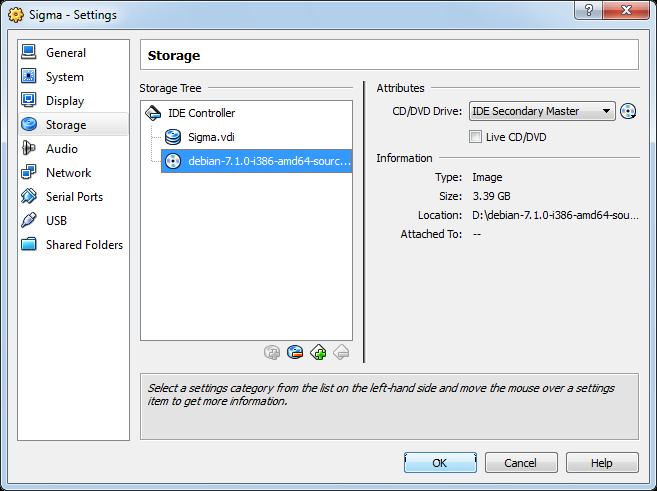 Sigma - Settings
General
System
Display
Storage
Audio
Network
Serial Ports
USB
Shared Folders
Storage
Storage Tree
IDE Controller
Sigma.vdi
debian-7.1.0-i386-amd64-sourc...
Attributes
CD/DVD Drive: IDE Secondary Master
Live CD/DVD
Information
Type: Image
Size: 3.39 GB
Location: D:\debian-7.1.0-i386-amd64-sou...
Attached To: --
Select a settings category from the list on the left-hand side and move the mouse over a settings
item to get more information.
OK Cancel Help